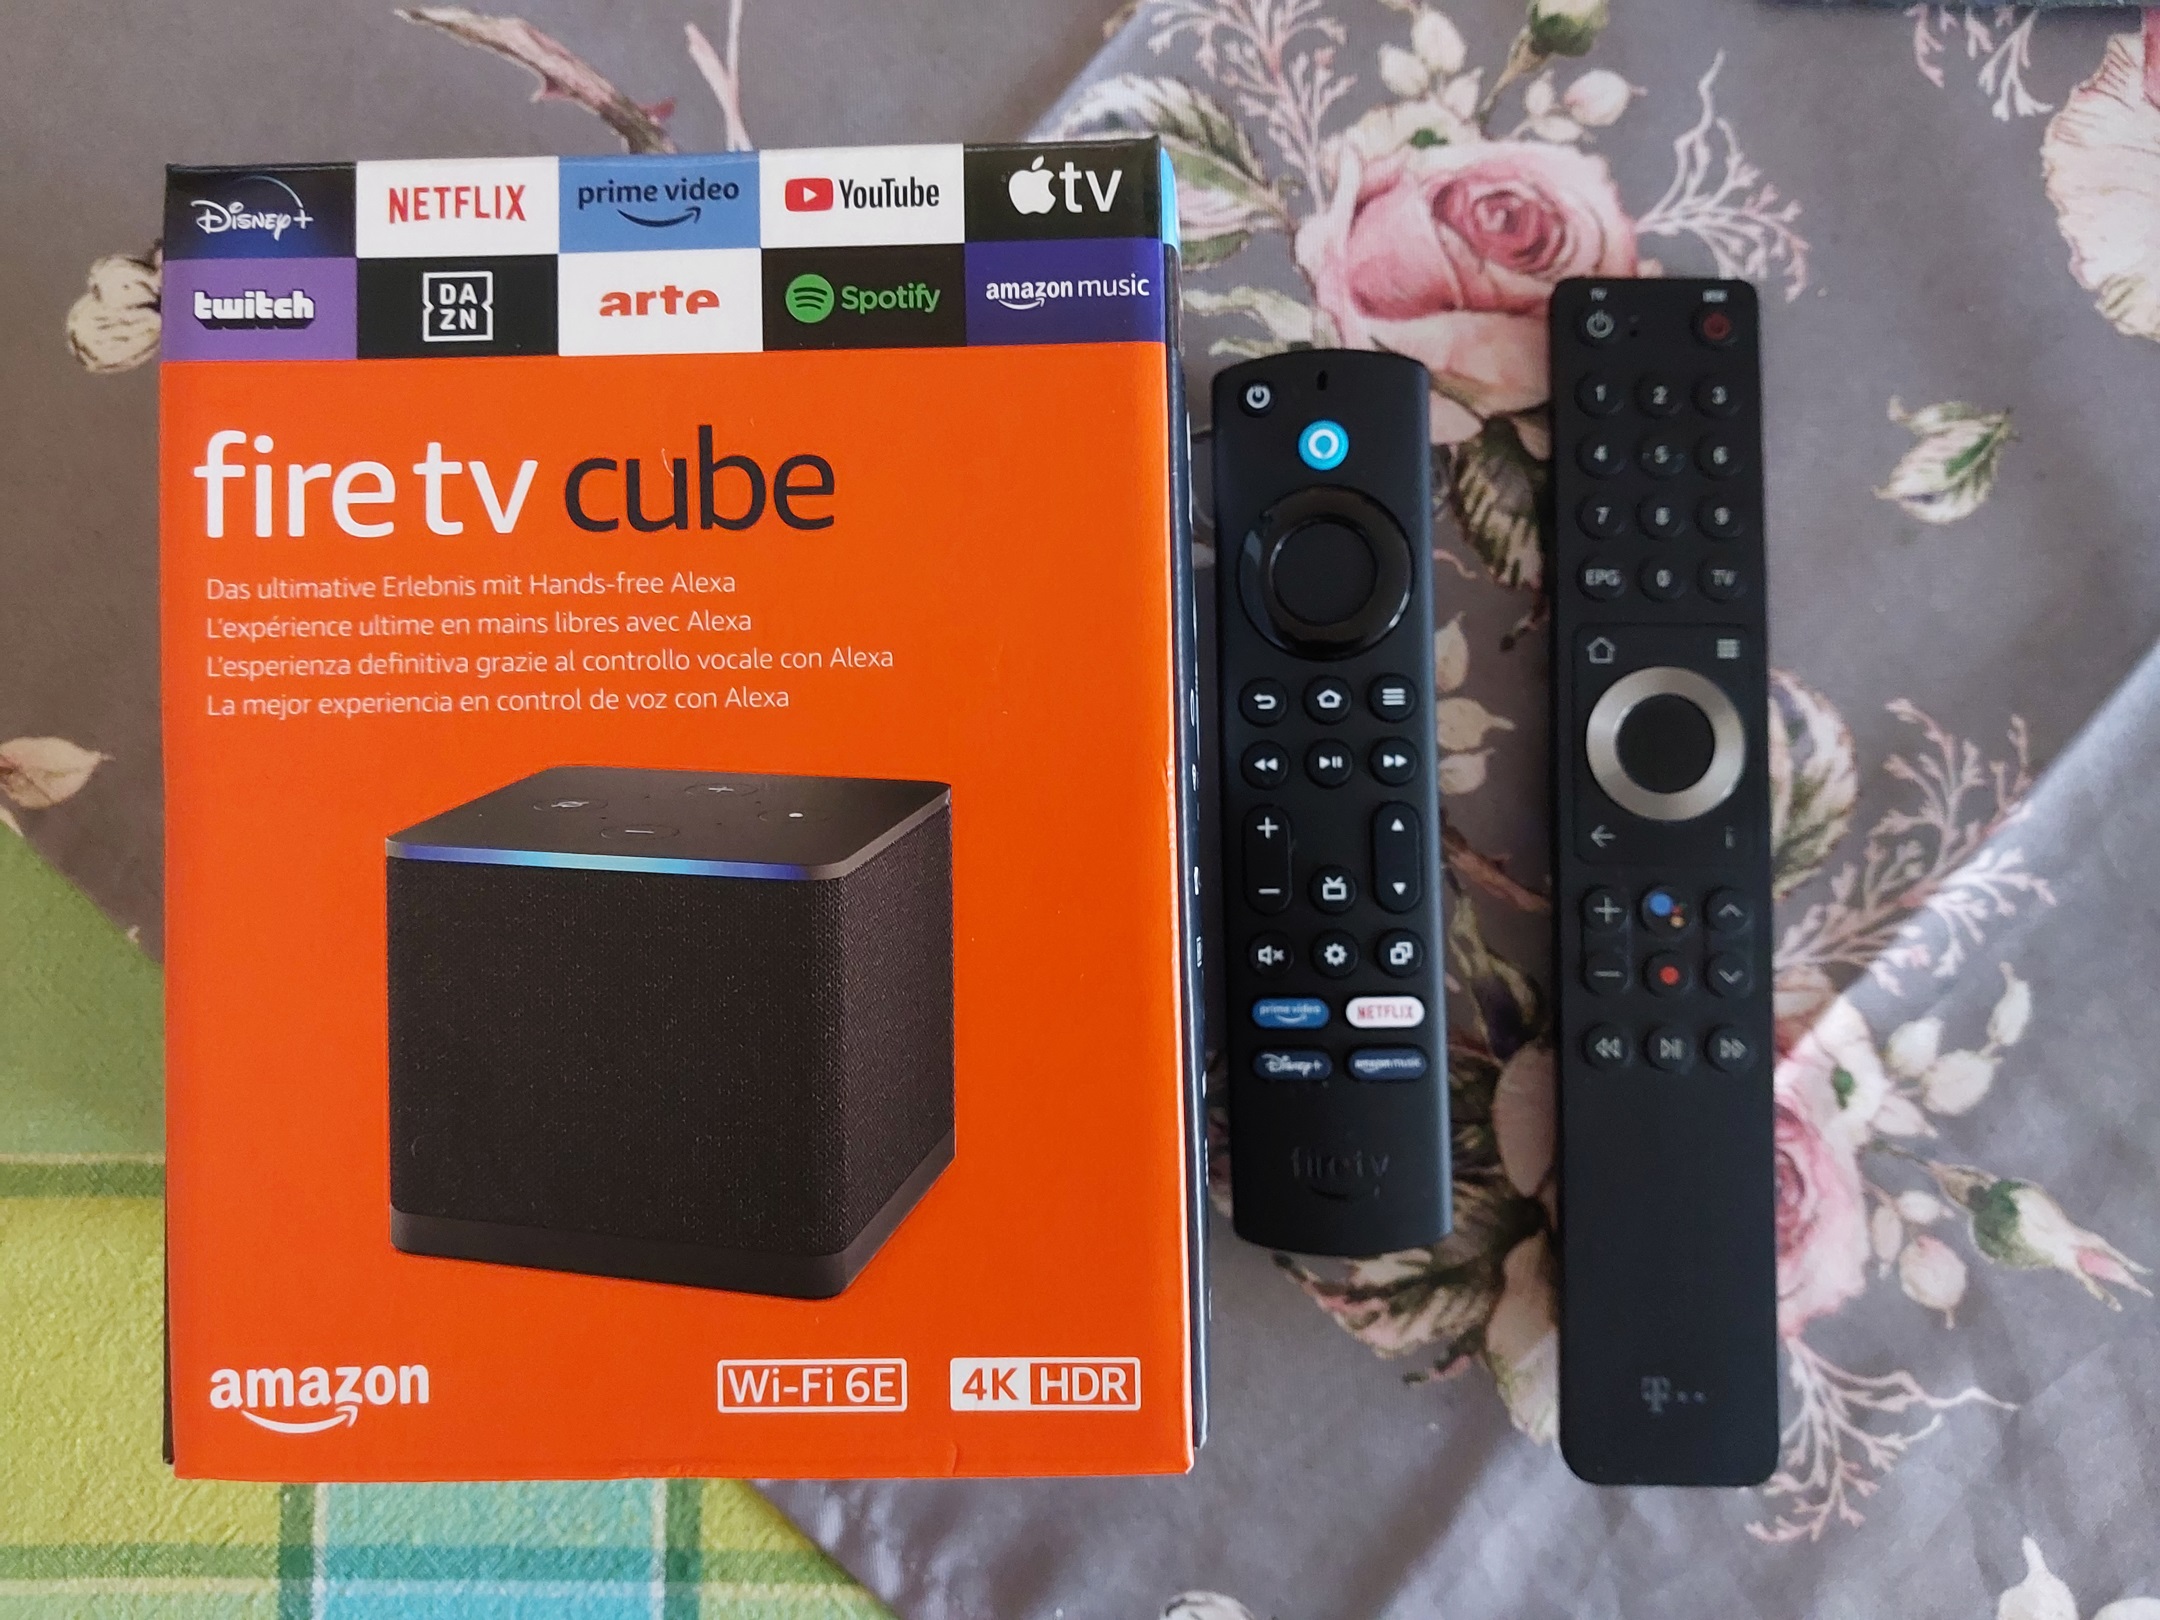 Disney+
NETFLIX
prime video
YouTube
tv
twitch
DA
ZN
arte
Spotify
amazon music
fire tv cube
Das ultimative Erlebnis mit Hands-free Alexa
L'expérience ultime en mains libres avec Alexa
L'esperienza definitiva grazie al controllo vocale con Alexa
La mejor experiencia en control de voz con Alexa
amazon
Wi-Fi 6E
4K HDR
prime video
NETFLIX
Disney+
amazon music
fire tv
TV
1 2 3
4 5 6
7 8 9
EPG 0 TV
i
T